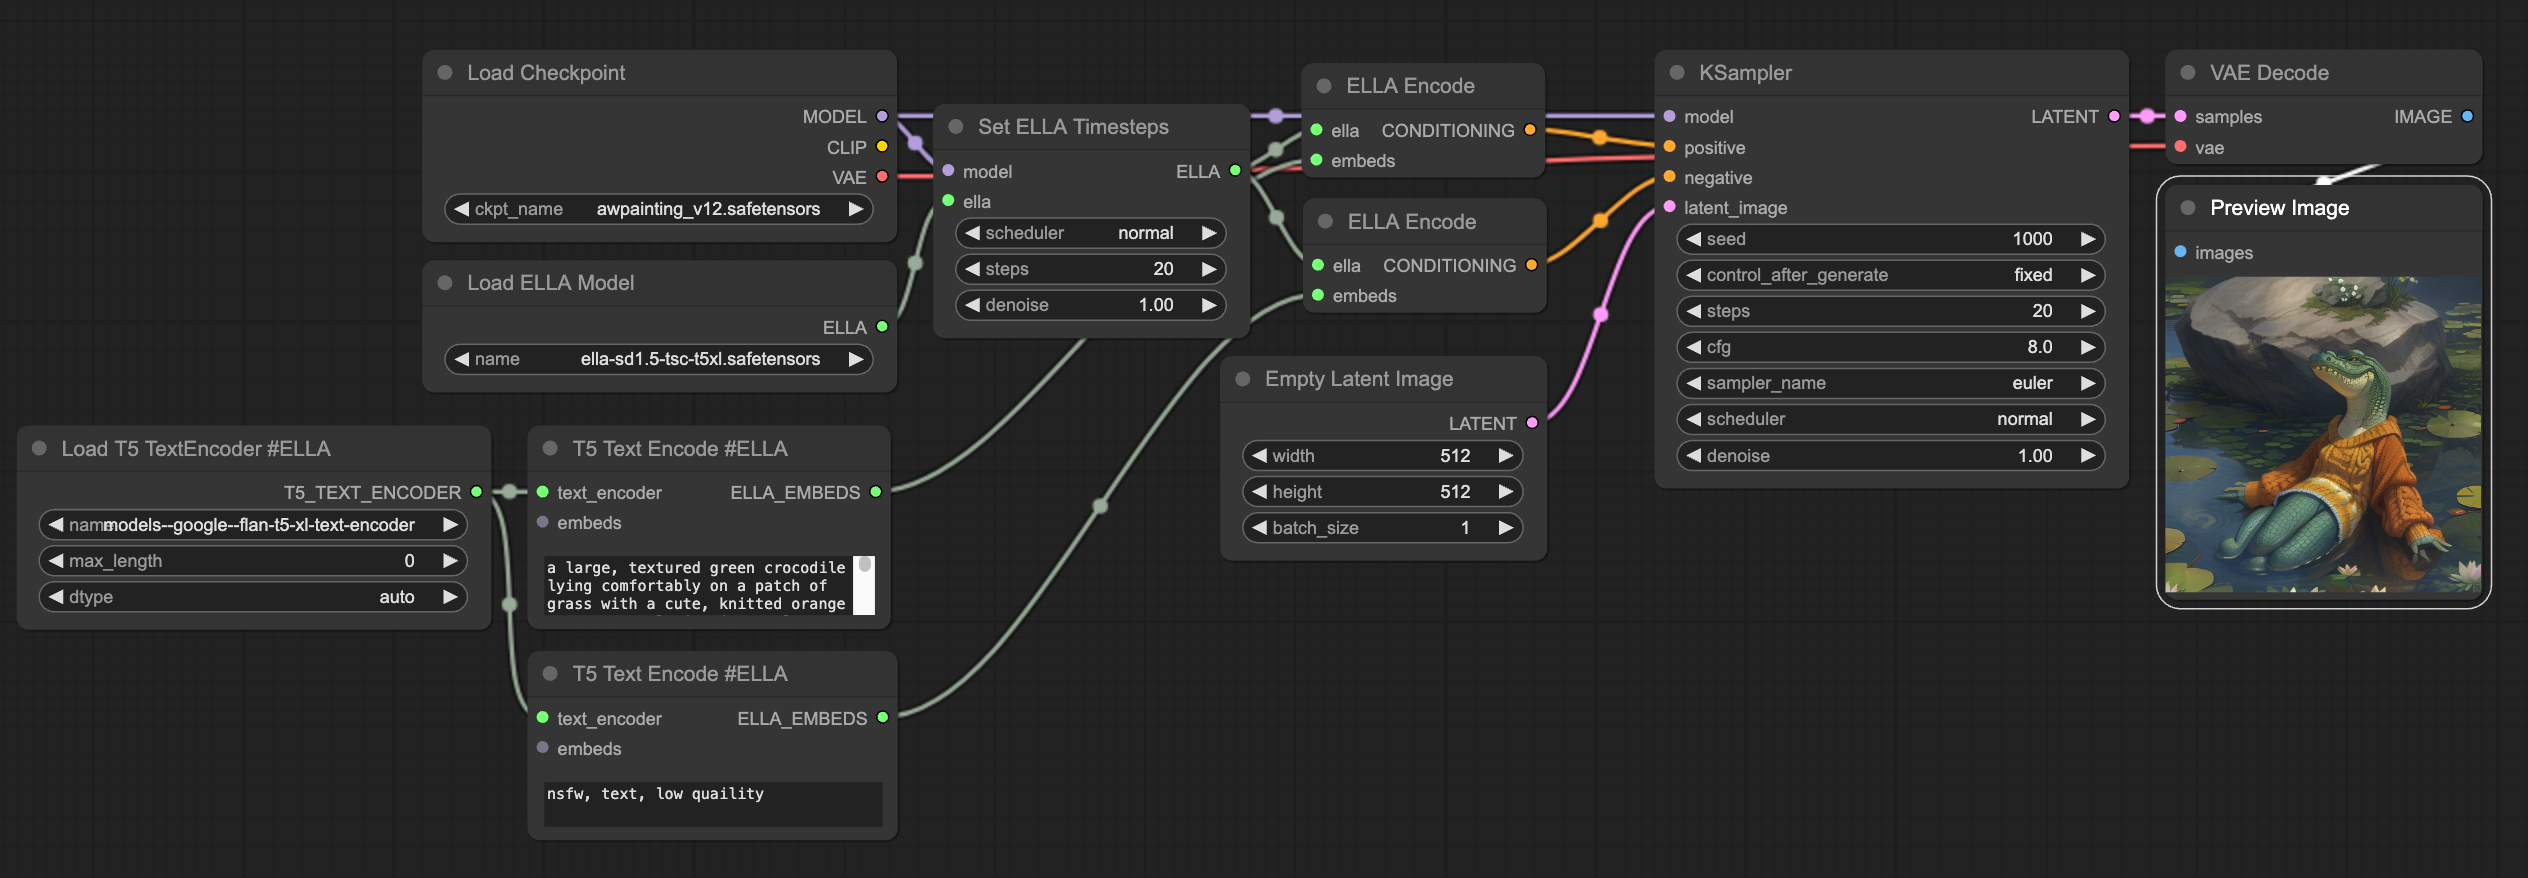 Load Checkpoint
MODEL
CLIP
VAE
ckpt_name awpainting_v12.safetensors
Load ELLA Model
ELLA
name ella-sd1.5-tsc-t5xl.safetensors
Load T5 TextEncoder #ELLA
T5_TEXT_ENCODER
name models--google--flan-t5-xl-text-encoder
max_length 0
dtype auto
T5 Text Encode #ELLA
text_encoder ELLA_EMBEDS
embeds
a large, textured green crocodile
lying comfortably on a patch of
grass with a cute, knitted orange
T5 Text Encode #ELLA
text_encoder ELLA_EMBEDS
embeds
nsfw, text, low quaility
Set ELLA Timesteps
model ELLA
ella
scheduler normal
steps 20
denoise 1.00
ELLA Encode
ella CONDITIONING
embeds
ELLA Encode
ella CONDITIONING
embeds
Empty Latent Image
LATENT
width 512
height 512
batch_size 1
KSampler
model LATENT
positive
negative
latent_image
seed 1000
control_after_generate fixed
steps 20
cfg 8.0
sampler_name euler
scheduler normal
denoise 1.00
VAE Decode
samples IMAGE
vae
Preview Image
images